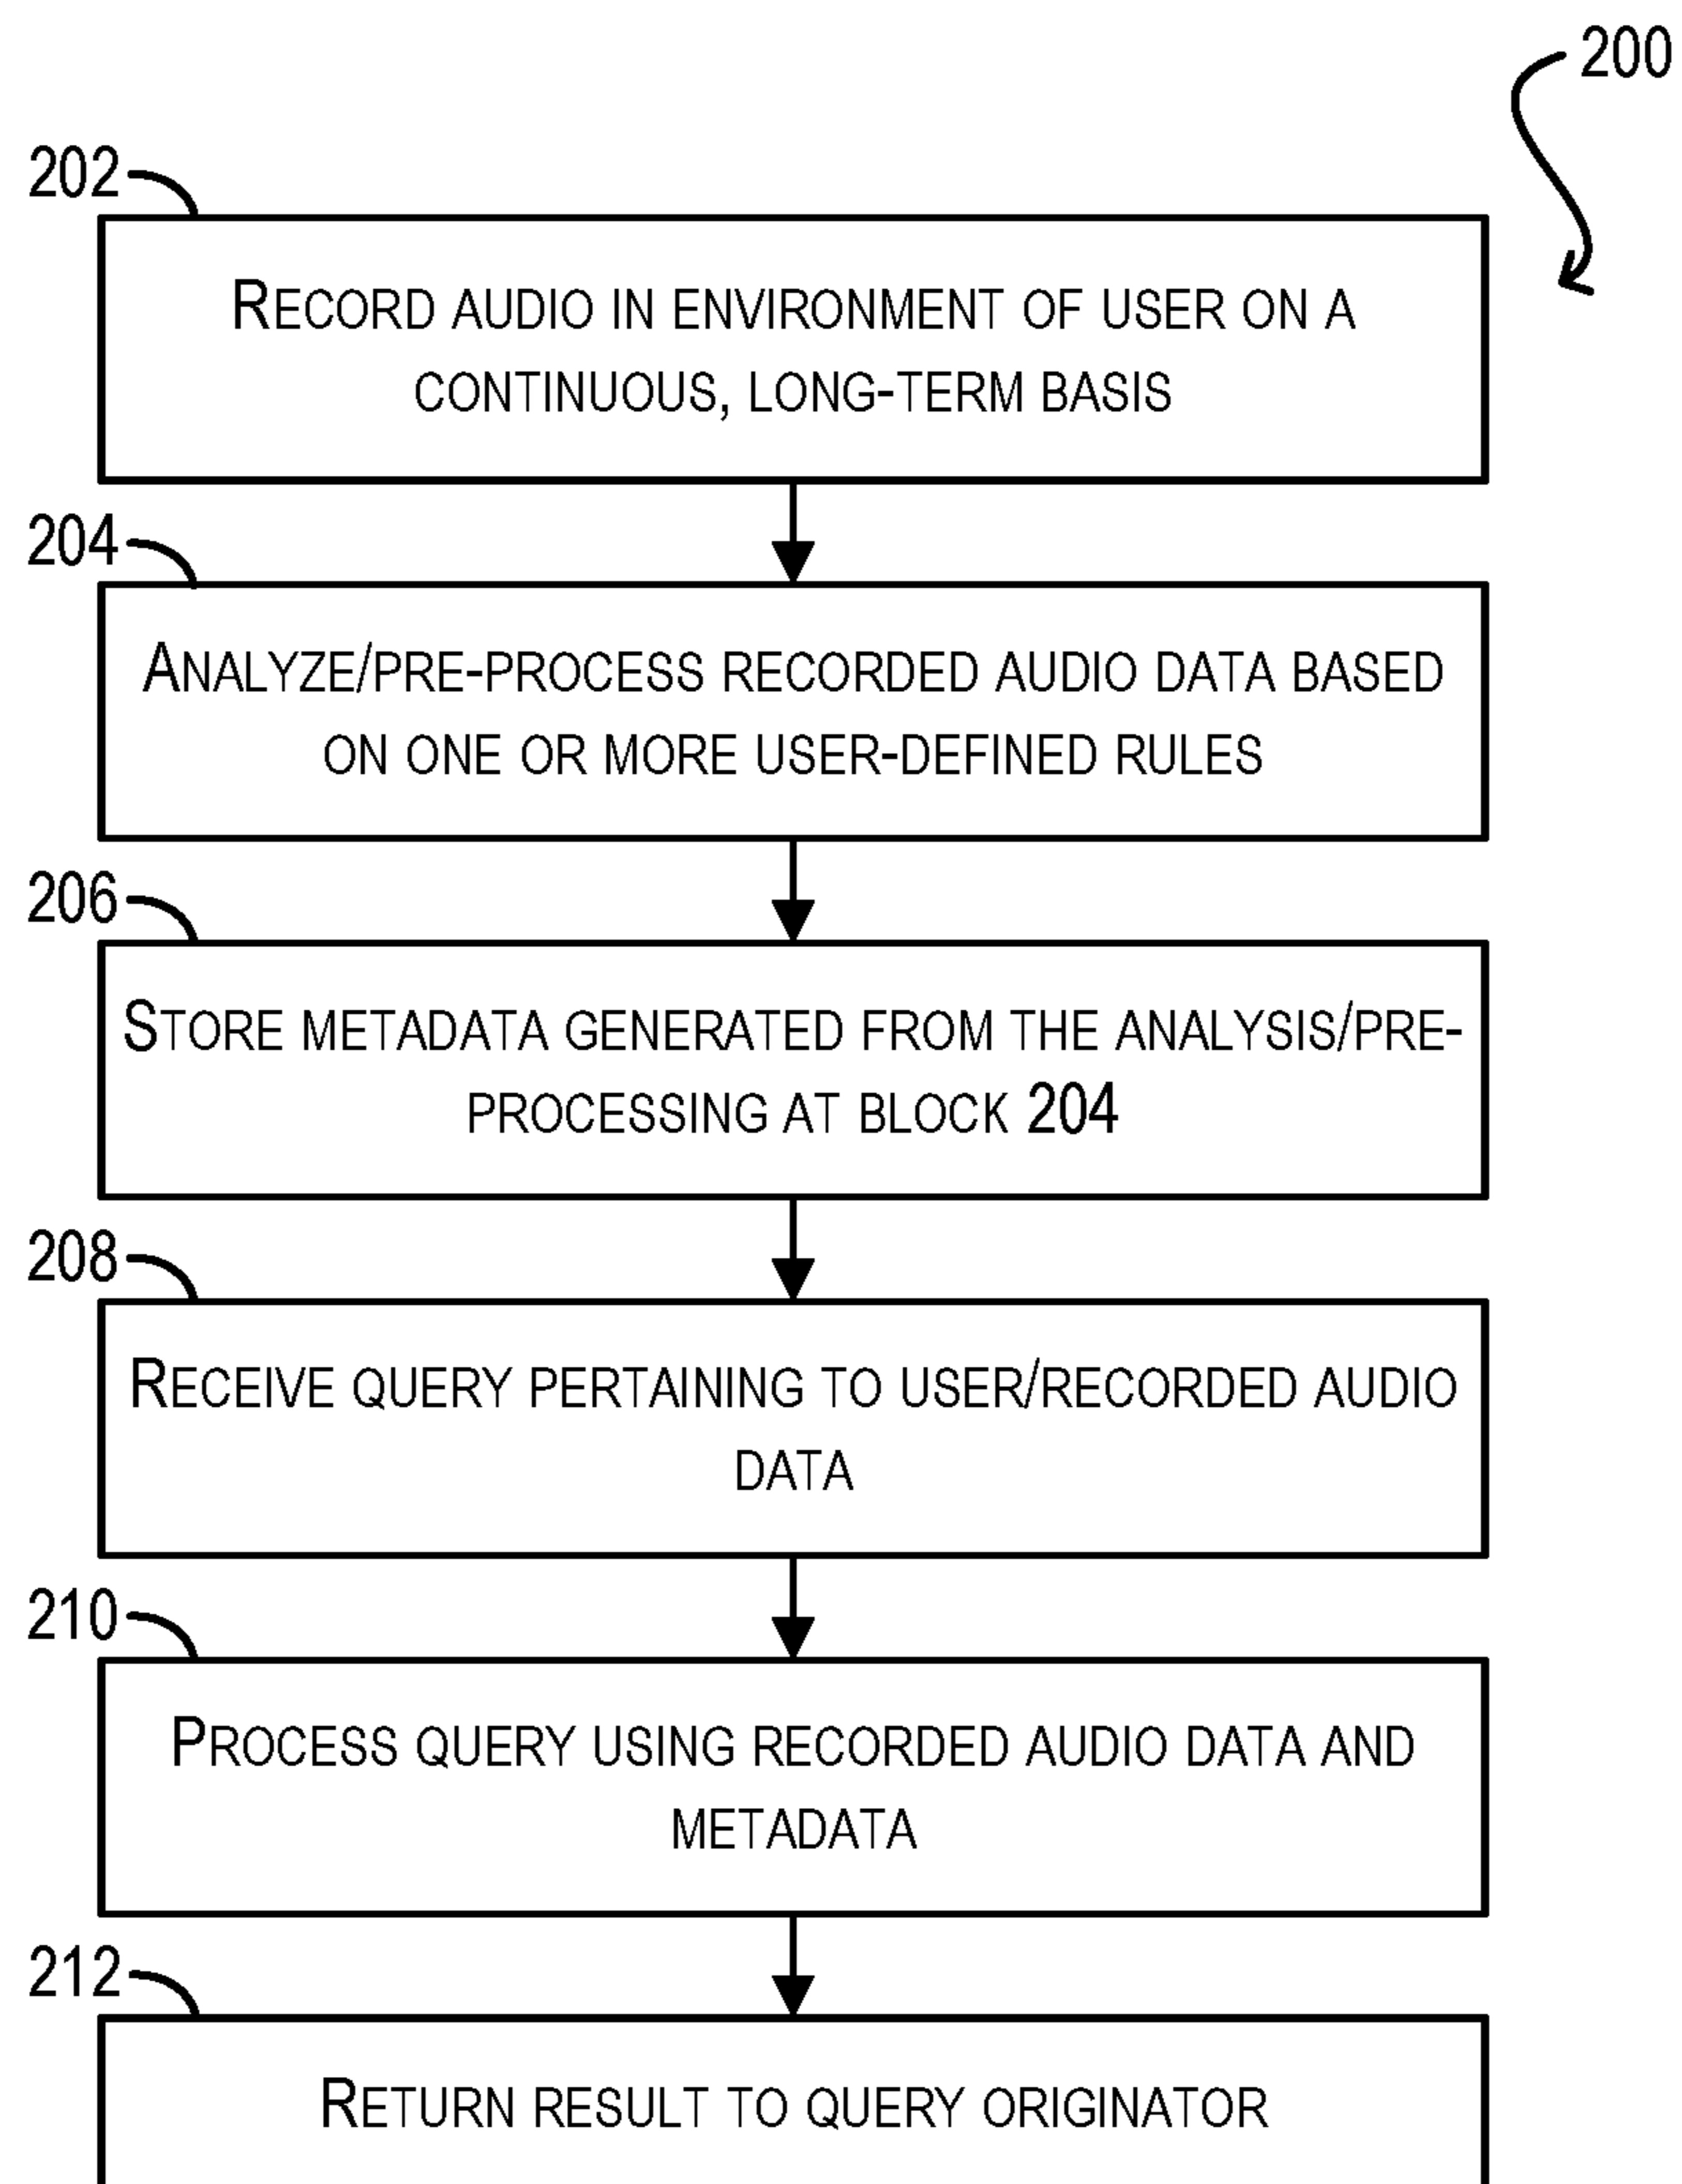 200
202
RECORD AUDIO IN ENVIRONMENT OF USER ON A
CONTINUOUS, LONG-TERM BASIS
204
ANALYZE/PRE-PROCESS RECORDED AUDIO DATA BASED
ON ONE OR MORE USER-DEFINED RULES
206
STORE METADATA GENERATED FROM THE ANALYSIS/PRE-
PROCESSING AT BLOCK 204
208
RECEIVE QUERY PERTAINING TO USER/RECORDED AUDIO
DATA
210
PROCESS QUERY USING RECORDED AUDIO DATA AND
METADATA
212
RETURN RESULT TO QUERY ORIGINATOR